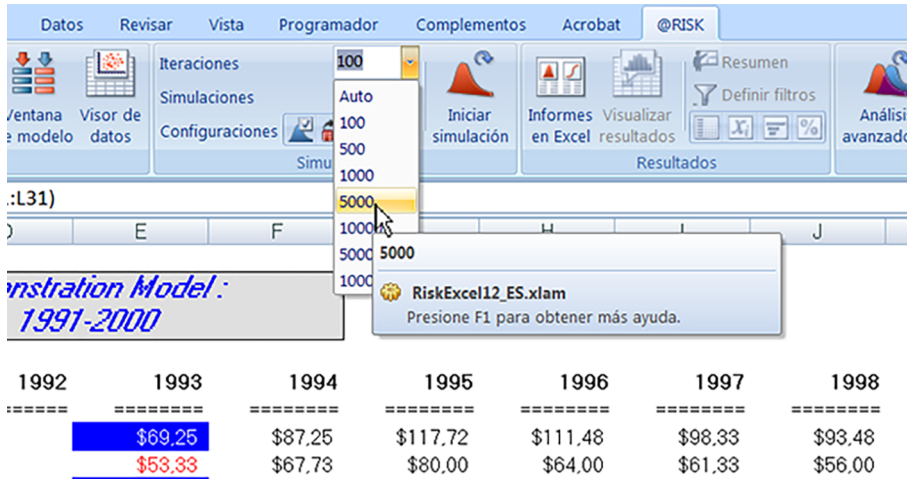 Datos Revisar Vista Programador Complementos Acrobat @RISK
Iteraciones 100
Simulaciones
Configuraciones
Ventana
de modelo
Visor de
datos
Auto
100
500
1000
5000
Iniciar
simulación
Informes
en Excel
Visualizar
resultados
Resumen
Definir filtros
Resultados
:L31)
E F H I J
5000
RiskExcel12_ES.xlam
Presione F1 para obtener más ayuda.
Model :
1991-2000
1992 1993 1994 1995 1996 1997 1998
====== ======== ======== ======== ======== ======== ========
$69,25 $87,25 $117,72 $111,48 $98,33 $93,48
$53,33 $67,73 $80,00 $64,00 $61,33 $56,00